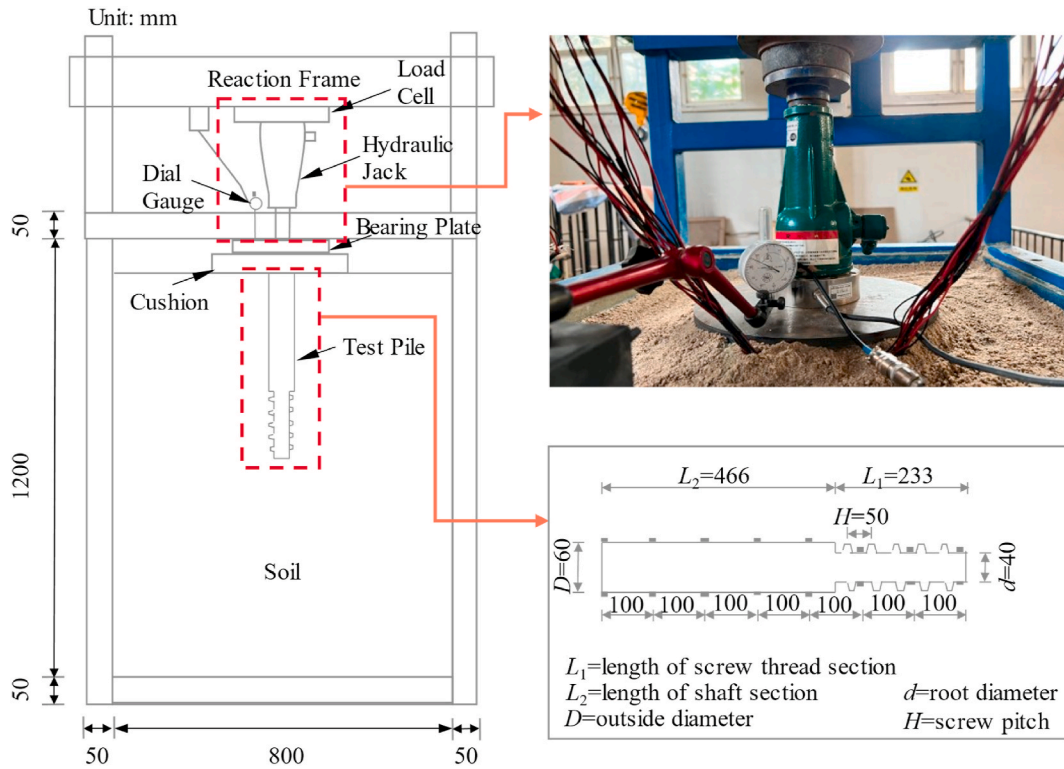 Unit: mm
Reaction Frame
Load
Cell
Hydraulic
Jack
Dial
Gauge
Bearing Plate
Cushion
Test Pile
Soil
50
1200
50
50
800
50
L₂=466
L₁=233
H=50
D=60
d=40
100
100
100
100
100
100
100
L₁=length of screw thread section
L₂=length of shaft section
d=root diameter
D=outside diameter
H=screw pitch